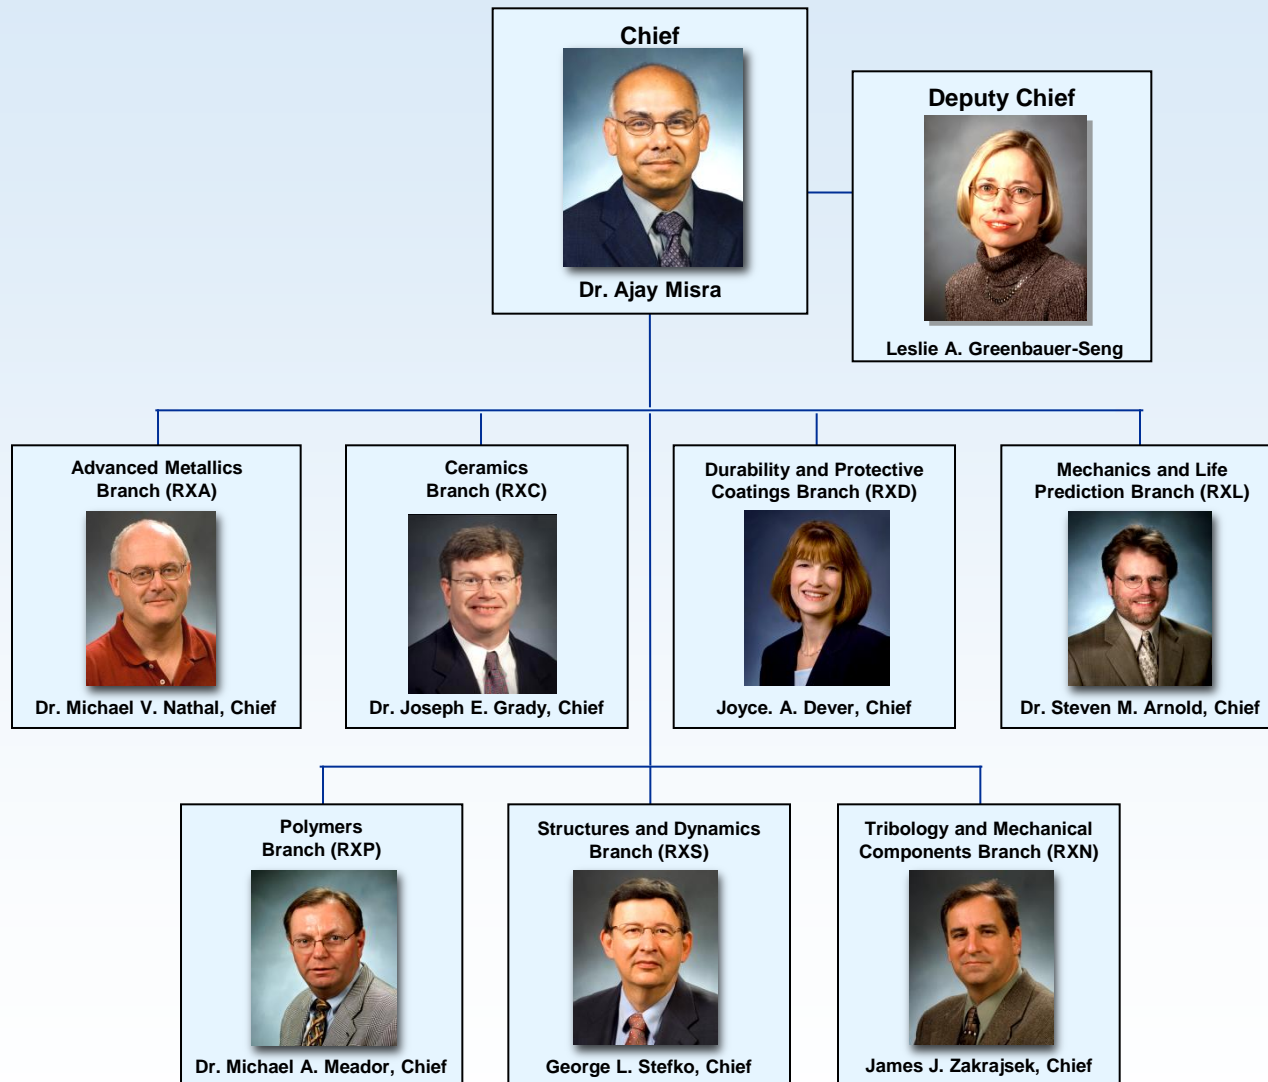 Chief
Dr. Ajay Misra
Deputy Chief
Leslie A. Greenbauer-Seng
Advanced Metallics
Branch (RXA)
Dr. Michael V. Nathal, Chief
Ceramics
Branch (RXC)
Dr. Joseph E. Grady, Chief
Durability and Protective
Coatings Branch (RXD)
Joyce. A. Dever, Chief
Mechanics and Life
Prediction Branch (RXL)
Dr. Steven M. Arnold, Chief
Polymers
Branch (RXP)
Dr. Michael A. Meador, Chief
Structures and Dynamics
Branch (RXS)
George L. Stefko, Chief
Tribology and Mechanical
Components Branch (RXN)
James J. Zakrajsek, Chief